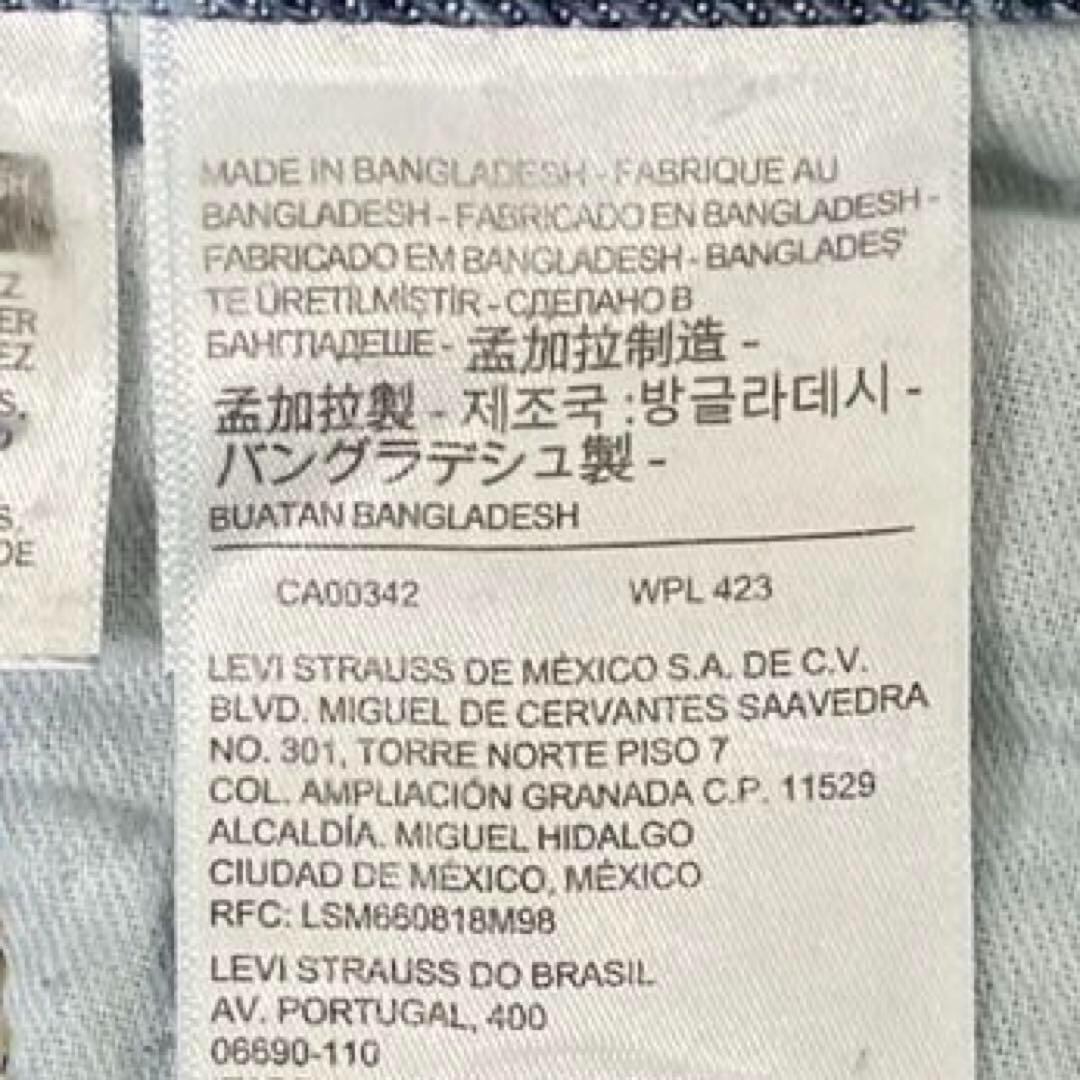 MADE IN BANGLADESH - FABRIQUE AU
BANGLADESH - FABRICADO EN BANGLADESH -
FABRICADO EM BANGLADESH - BANGLADEŞ'
TE ÜRETİLMİŞTİR - СДЕЛАНО В
БАНГЛАДЕШЕ - 孟加拉制造 -
孟加拉製 - 제조국 :방글라데시 -
バングラデシュ製 -
BUATAN BANGLADESH
CA00342 WPL 423
LEVI STRAUSS DE MÉXICO S.A. DE C.V.
BLVD. MIGUEL DE CERVANTES SAAVEDRA
NO. 301, TORRE NORTE PISO 7
COL. AMPLIACIÓN GRANADA C.P. 11529
ALCALDÍA. MIGUEL HIDALGO
CIUDAD DE MÉXICO, MÉXICO
RFC: LSM660818M98
LEVI STRAUSS DO BRASIL
AV. PORTUGAL, 400
06690-110